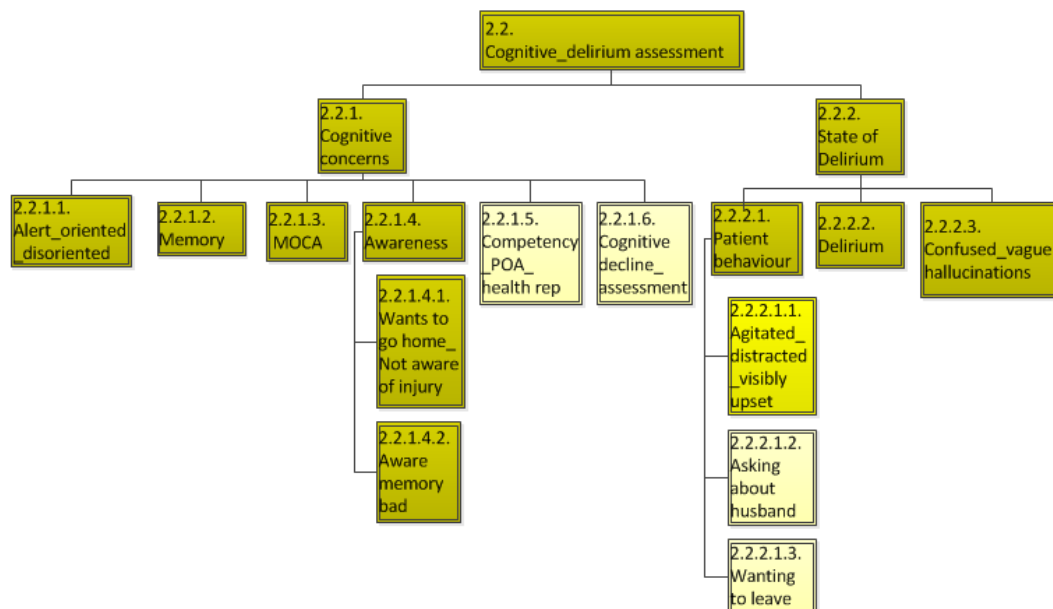 2.2.
Cognitive_delirium assessment
2.2.1.
Cognitive
concerns
2.2.2.
State of
Delirium
2.2.1.1.
Alert_oriented
_disoriented
2.2.1.2.
Memory
2.2.1.3.
MOCA
2.2.1.4.
Awareness
2.2.1.5.
Competency
_POA_
health rep
2.2.1.6.
Cognitive
decline_
assessment
2.2.2.1.
Patient
behaviour
2.2.2.2.
Delirium
2.2.2.3.
Confused_vague
hallucinations
2.2.1.4.1.
Wants to
go home_
Not aware
of injury
2.2.1.4.2.
Aware
memory
bad
2.2.2.1.1.
Agitated_
distracted
_visibly
upset
2.2.2.1.2.
Asking
about
husband
2.2.2.1.3.
Wanting
to leave